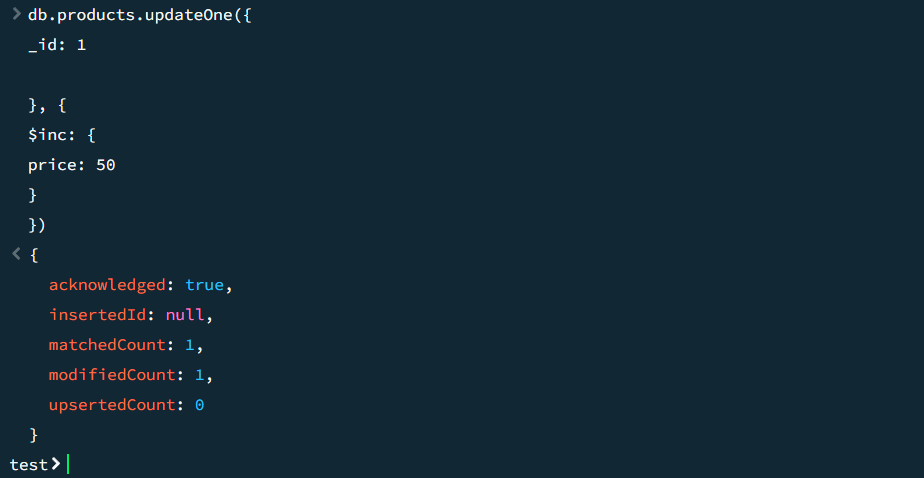 > db.products.updateOne({
_id: 1
}, {
$inc: {
price: 50
}
})
< {
acknowledged: true,
insertedId: null,
matchedCount: 1,
modifiedCount: 1,
upsertedCount: 0
}
test>